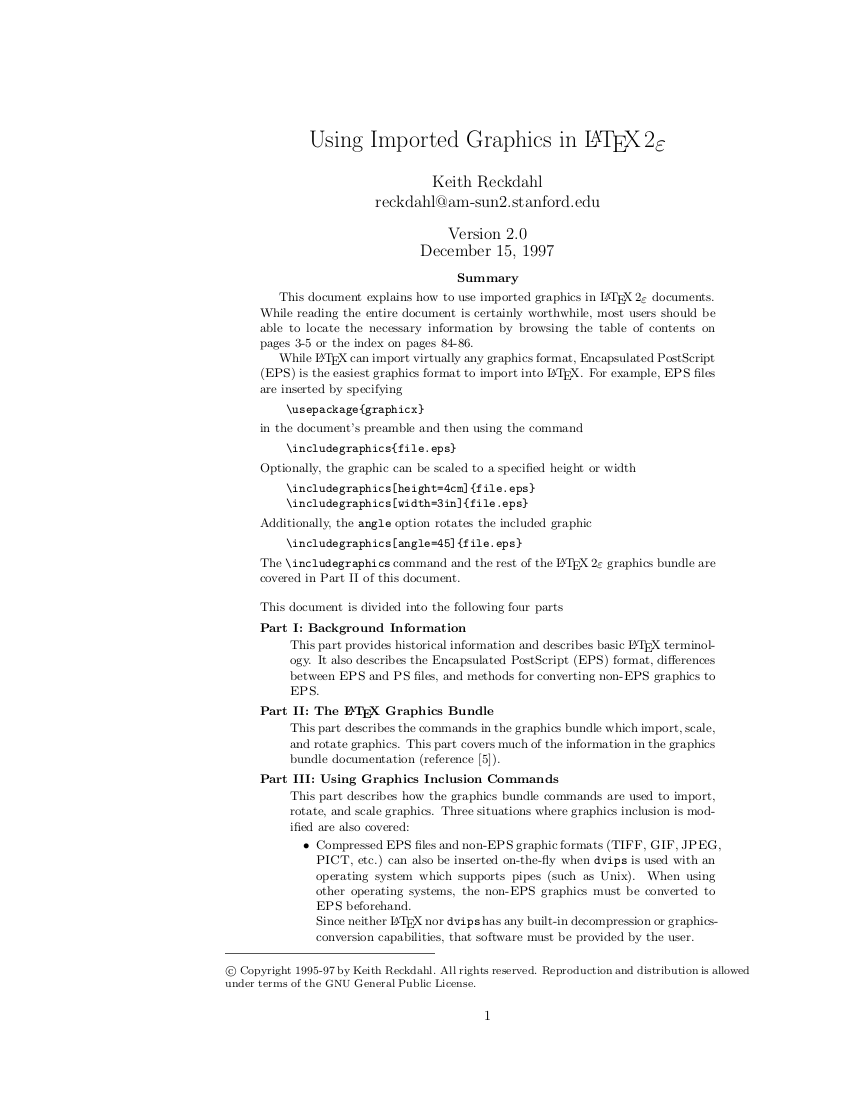 Using Imported Graphics in LATEX 2ε
Keith Reckdahl
reckdahl@am-sun2.stanford.edu
Version 2.0
December 15, 1997
Summary
This document explains how to use imported graphics in LATEX 2ε documents.
While reading the entire document is certainly worthwhile, most users should be
able to locate the necessary information by browsing the table of contents on
pages 3-5 or the index on pages 84-86.
While LATEX can import virtually any graphics format, Encapsulated PostScript
(EPS) is the easiest graphics format to import into LATEX. For example, EPS files
are inserted by specifying
\usepackage{graphicx}
in the document's preamble and then using the command
\includegraphics{file.eps}
Optionally, the graphic can be scaled to a specified height or width
\includegraphics[height=4cm]{file.eps}
\includegraphics[width=3in]{file.eps}
Additionally, the angle option rotates the included graphic
\includegraphics[angle=45]{file.eps}
The \includegraphics command and the rest of the LATEX 2ε graphics bundle are
covered in Part II of this document.
This document is divided into the following four parts
Part I: Background Information
This part provides historical information and describes basic LATEX terminol-
ogy. It also describes the Encapsulated PostScript (EPS) format, differences
between EPS and PS files, and methods for converting non-EPS graphics to
EPS.
Part II: The LATEX Graphics Bundle
This part describes the commands in the graphics bundle which import, scale,
and rotate graphics. This part covers much of the information in the graphics
bundle documentation (reference [5]).
Part III: Using Graphics Inclusion Commands
This part describes how the graphics bundle commands are used to import,
rotate, and scale graphics. Three situations where graphics inclusion is mod-
ified are also covered:
• Compressed EPS files and non-EPS graphic formats (TIFF, GIF, JPEG,
PICT, etc.) can also be inserted on-the-fly when dvips is used with an
operating system which supports pipes (such as Unix). When using
other operating systems, the non-EPS graphics must be converted to
EPS beforehand.
Since neither LATEX nor dvips has any built-in decompression or graphics-
conversion capabilities, that software must be provided by the user.
© Copyright 1995-97 by Keith Reckdahl. All rights reserved. Reproduction and distribution is allowed
under terms of the GNU General Public License.
1